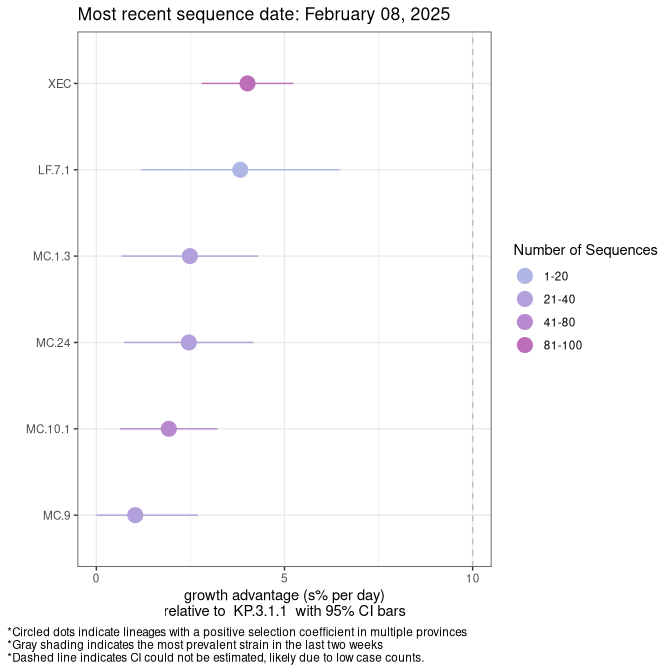 Most recent sequence date: February 08, 2025
XEC
LF.7.1
MC.1.3
MC.24
MC.10.1
MC.9
0 5 10
growth advantage (s% per day)
relative to KP.3.1.1 with 95% CI bars
Number of Sequences
1-20
21-40
41-80
81-100
*Circled dots indicate lineages with a positive selection coefficient in multiple provinces
*Gray shading indicates the most prevalent strain in the last two weeks
*Dashed line indicates CI could not be estimated, likely due to low case counts.